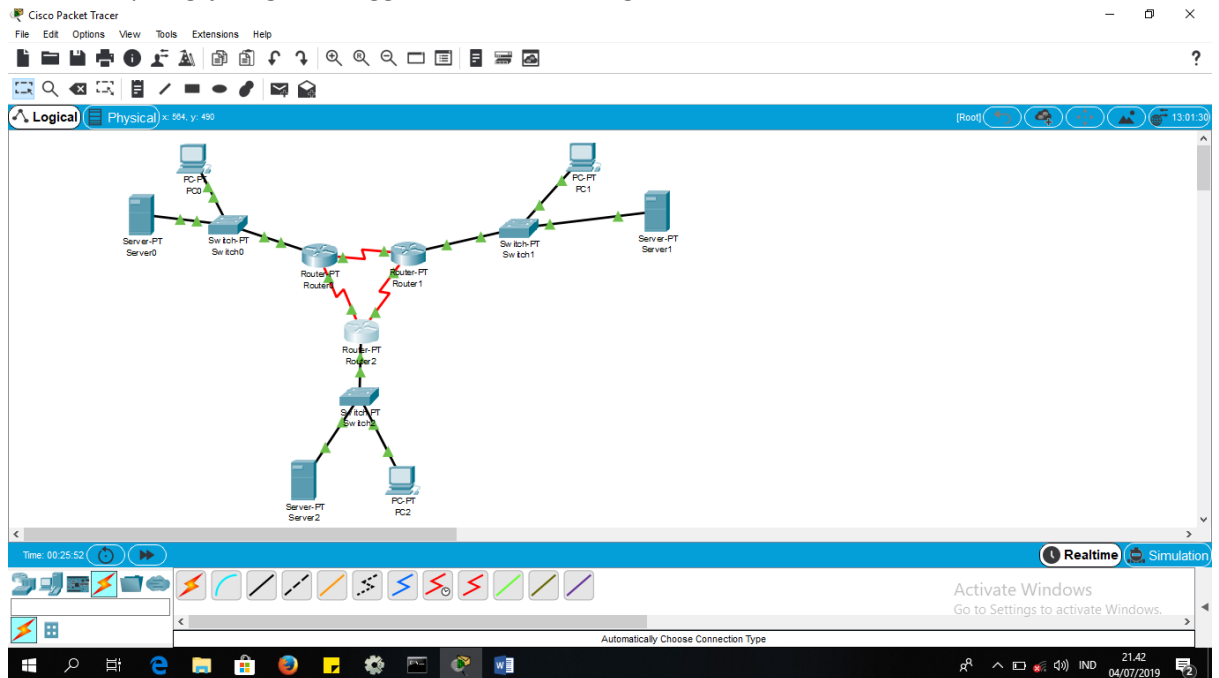 Cisco Packet Tracer
File Edit Options View Tools Extensions Help
?
Logical Physical x: 564, y: 490 [Root] 13:01:30
PC-PT
PC0
Server-PT
Server0
Switch-PT
Switch0
PC-PT
PC1
Server-PT
Server1
Switch-PT
Switch1
Router-PT
Router-PT
Router1
Router-PT
Router2
Switch-PT
Switch2
Server-PT
Server2
PC-PT
PC2
Time: 00:25:52 Realtime Simulation
Activate Windows
Go to Settings to activate Windows.
Automatically Choose Connection Type
IND 21.42
04/07/2019
2